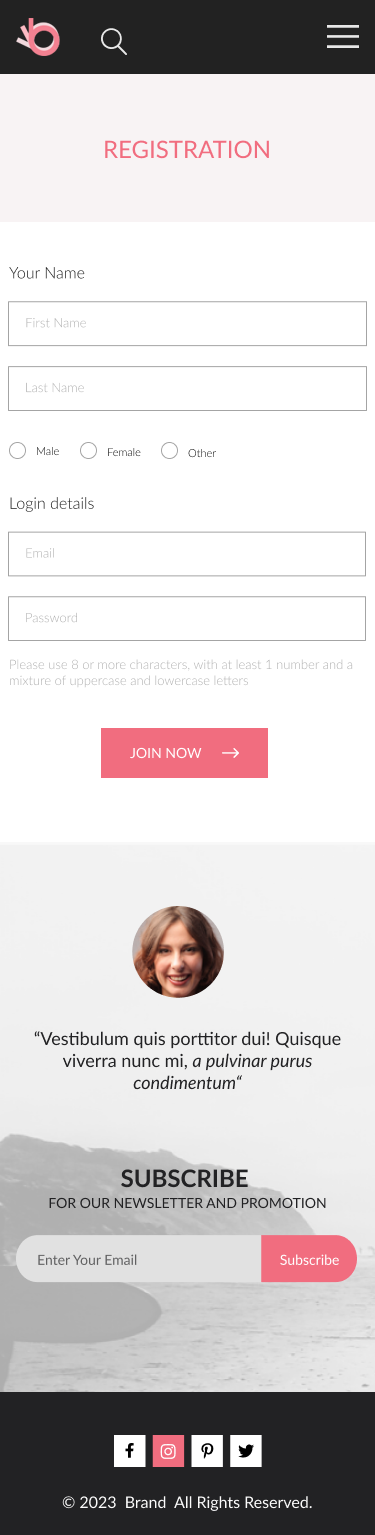 REGISTRATION
Your Name
First Name
Last Name
Male Female Other
Login details
Email
Password
Please use 8 or more characters, with at least 1 number and a
mixture of uppercase and lowercase letters
JOIN NOW
“Vestibulum quis porttitor dui! Quisque
viverra nunc mi, a pulvinar purus
condimentum“
SUBSCRIBE
FOR OUR NEWSLETTER AND PROMOTION
Enter Your Email Subscribe
© 2023 Brand All Rights Reserved.